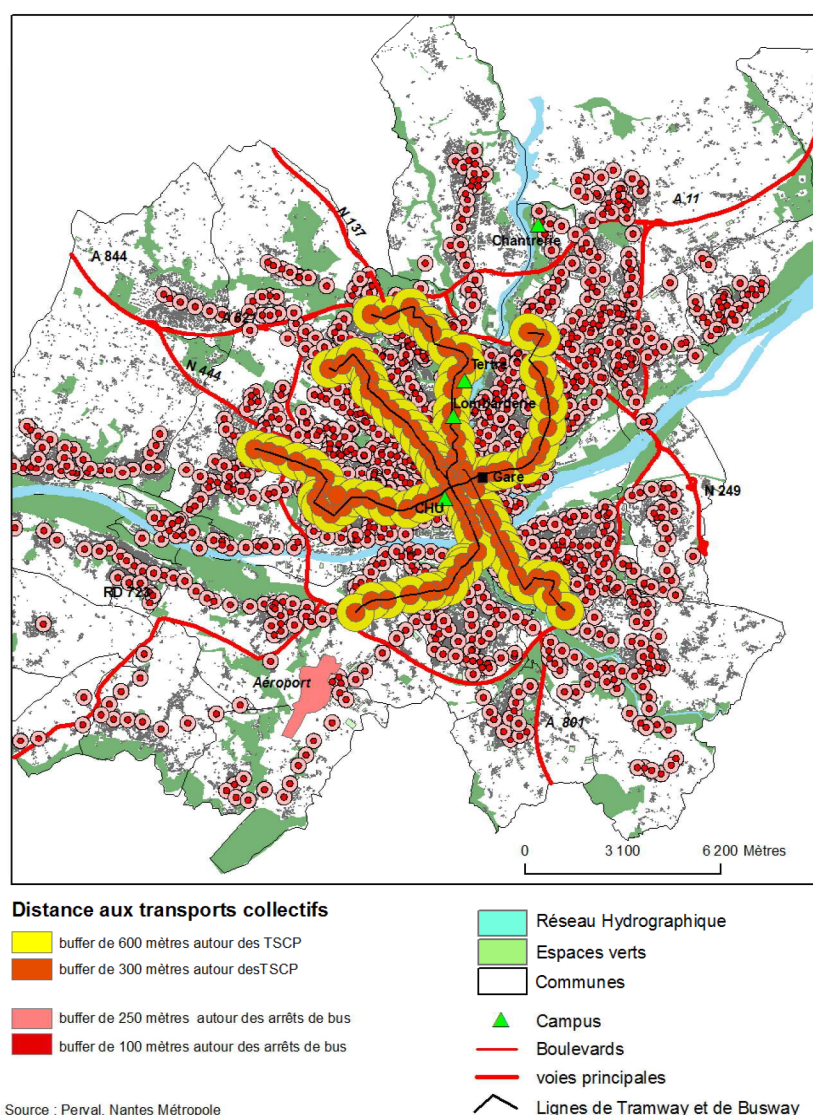 A 11
N 137
Chantrerie
A 844
A 821
N 444
Tertre
Lombarderie
Gare
N 249
CHU
RD 723
Aéroport
A 801
0 3 100 6 200 Mètres
Distance aux transports collectifs
buffer de 600 mètres autour des TSCP
buffer de 300 mètres autour desTSCP
buffer de 250 mètres autour des arrêts de bus
buffer de 100 mètres autour des arrêts de bus
Réseau Hydrographique
Espaces verts
Communes
Campus
Boulevards
voies principales
Lignes de Tramway et de Busway
Source : Perval, Nantes Métropole